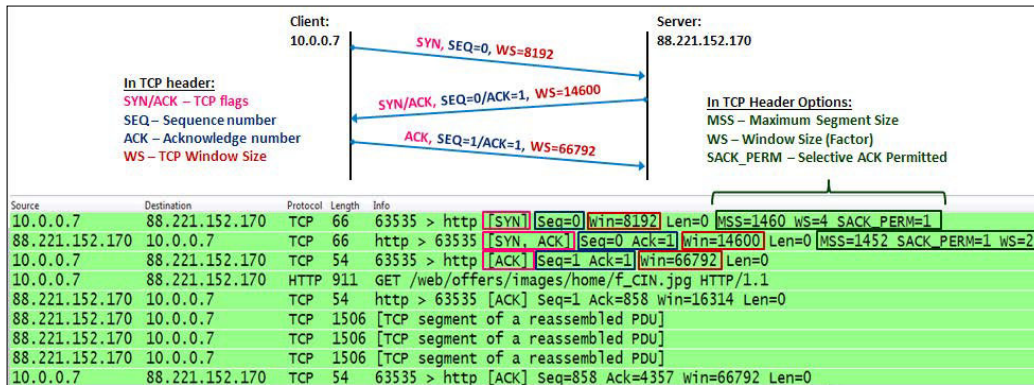 Client:
10.0.0.7
Server:
88.221.152.170
SYN, SEQ=0, WS=8192
SYN/ACK, SEQ=0/ACK=1, WS=14600
ACK, SEQ=1/ACK=1, WS=66792
In TCP header:
SYN/ACK – TCP flags
SEQ – Sequence number
ACK – Acknowledge number
WS – TCP Window Size
In TCP Header Options:
MSS – Maximum Segment Size
WS – Window Size (Factor)
SACK_PERM – Selective ACK Permitted
Source Destination Protocol Length Info
10.0.0.7 88.221.152.170 TCP 66 63535 > http [SYN] Seq=0 Win=8192 Len=0 MSS=1460 WS=4 SACK_PERM=1
88.221.152.170 10.0.0.7 TCP 66 http > 63535 [SYN, ACK] Seq=0 Ack=1 Win=14600 Len=0 MSS=1452 SACK_PERM=1 WS=2
10.0.0.7 88.221.152.170 TCP 54 63535 > http [ACK] Seq=1 Ack=1 Win=66792 Len=0
10.0.0.7 88.221.152.170 HTTP 911 GET /web/offers/images/home/f_CIN.jpg HTTP/1.1
88.221.152.170 10.0.0.7 TCP 54 http > 63535 [ACK] Seq=1 Ack=858 Win=16314 Len=0
88.221.152.170 10.0.0.7 TCP 1506 [TCP segment of a reassembled PDU]
88.221.152.170 10.0.0.7 TCP 1506 [TCP segment of a reassembled PDU]
88.221.152.170 10.0.0.7 TCP 1506 [TCP segment of a reassembled PDU]
10.0.0.7 88.221.152.170 TCP 54 63535 > http [ACK] Seq=858 Ack=4357 Win=66792 Len=0